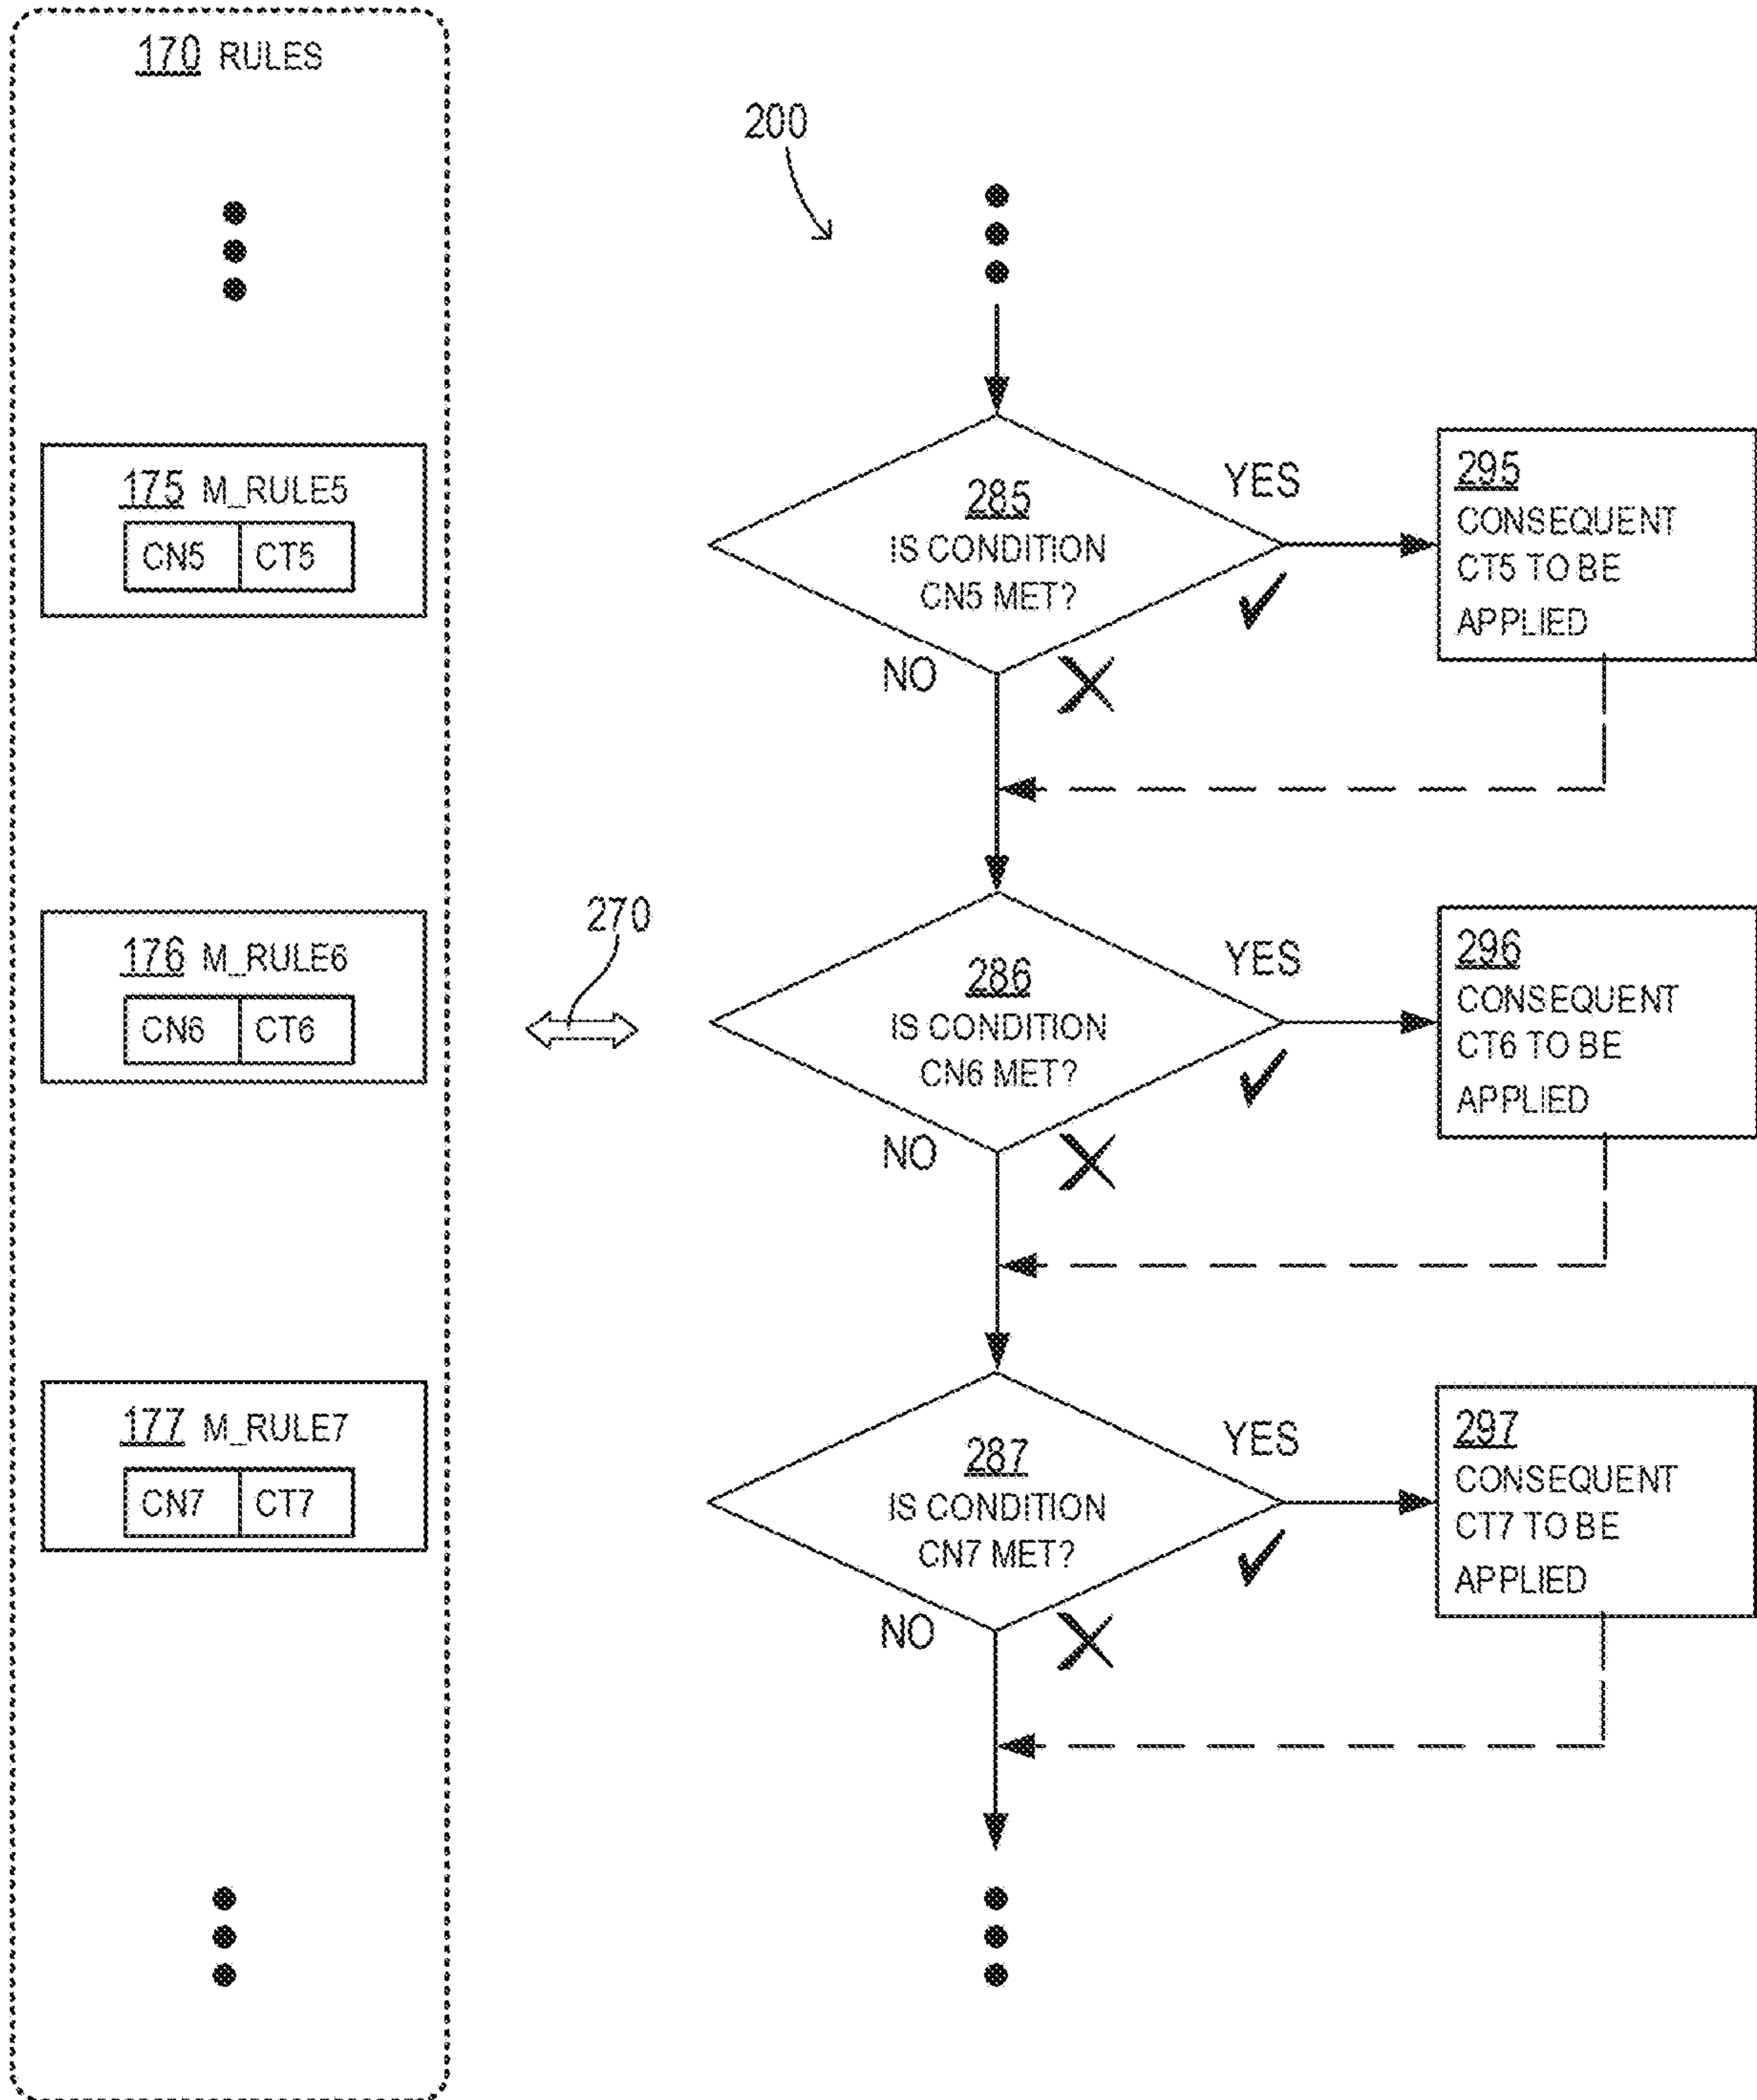 170 RULES
175 M_RULE5
CN5 CT5
176 M_RULE6
CN6 CT6
177 M_RULE7
CN7 CT7
200
270
285
IS CONDITION
CN5 MET?
YES
NO
295
CONSEQUENT
CT5 TO BE
APPLIED
286
IS CONDITION
CN6 MET?
YES
NO
296
CONSEQUENT
CT6 TO BE
APPLIED
287
IS CONDITION
CN7 MET?
YES
NO
297
CONSEQUENT
CT7 TO BE
APPLIED